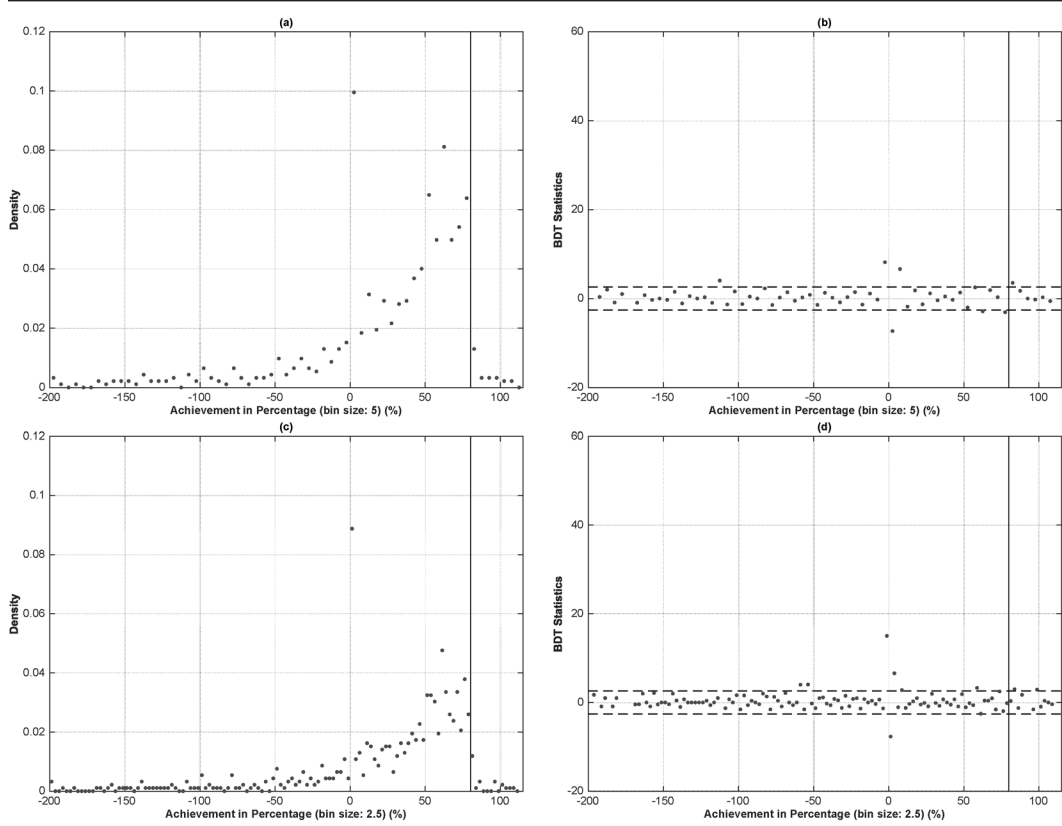 (a)
0.12
0.1
0.08
0.06
0.04
0.02
0
Density
-200 -150 -100 -50 0 50 100
Achievement in Percentage (bin size: 5) (%)
(b)
60
40
20
0
-20
BDT Statistics
-200 -150 -100 -50 0 50 100
Achievement in Percentage (bin size: 5) (%)
(c)
0.12
0.1
0.08
0.06
0.04
0.02
0
Density
-200 -150 -100 -50 0 50 100
Achievement in Percentage (bin size: 2.5) (%)
(d)
60
40
20
0
-20
BDT Statistics
-200 -150 -100 -50 0 50 100
Achievement in Percentage (bin size: 2.5) (%)